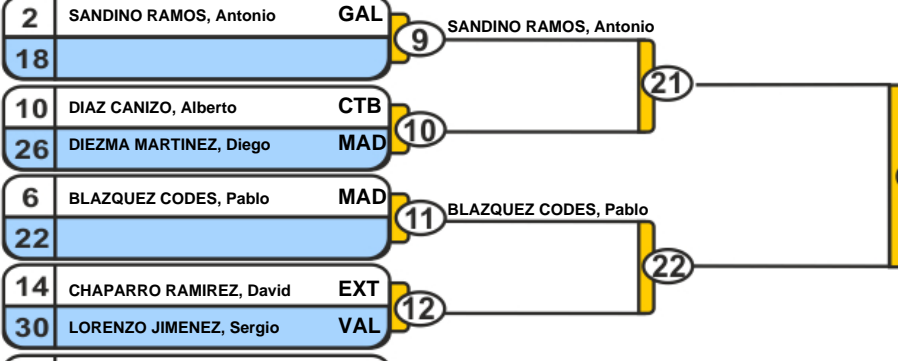 2 SANDINO RAMOS, Antonio GAL
18
9 SANDINO RAMOS, Antonio
21
10 DIAZ CANIZO, Alberto CTB
26 DIEZMA MARTINEZ, Diego MAD
10
6 BLAZQUEZ CODES, Pablo MAD
22
11 BLAZQUEZ CODES, Pablo
22
14 CHAPARRO RAMIREZ, David EXT
30 LORENZO JIMENEZ, Sergio VAL
12